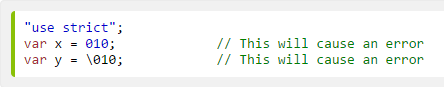 "use strict";
var x = 010;             // This will cause an error
var y = \010;            // This will cause an error